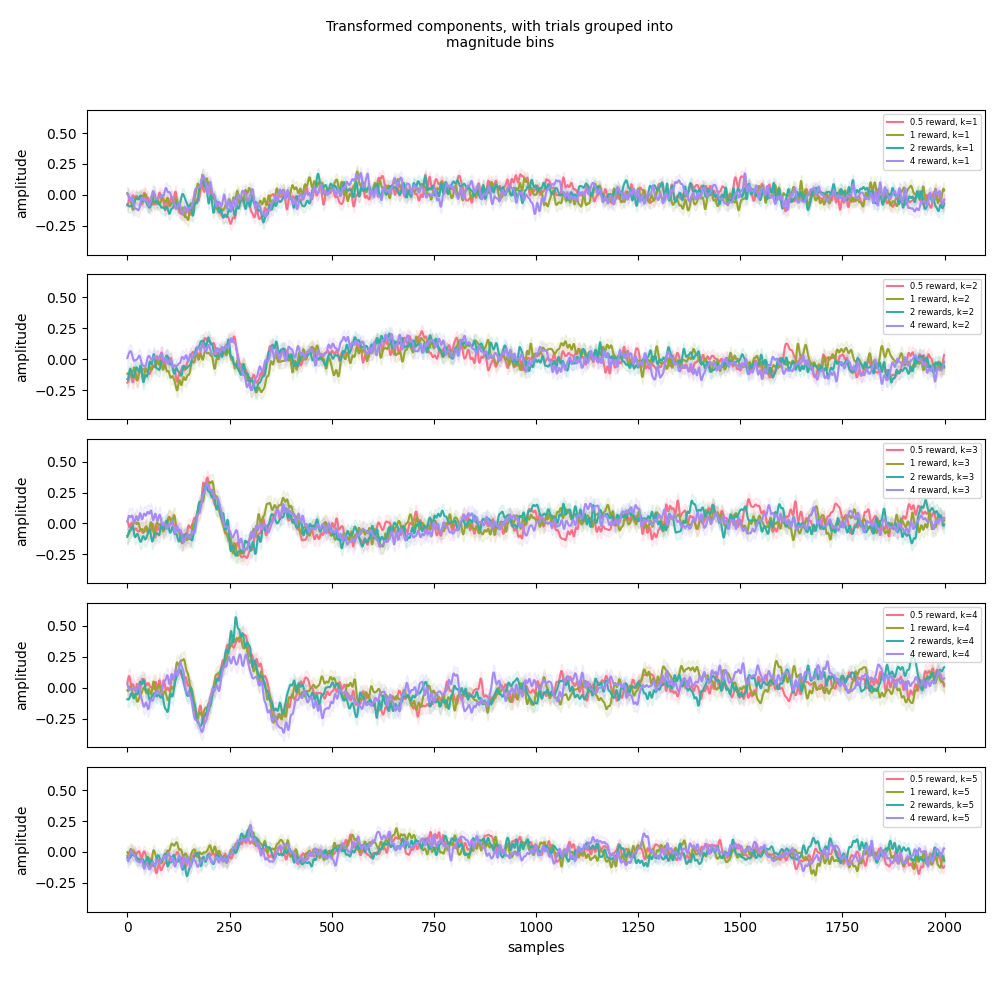 Transformed components, with trials grouped into
magnitude bins
amplitude
0.50
0.25
0.00
−0.25
0.5 reward, k=1
1 reward, k=1
2 rewards, k=1
4 reward, k=1
amplitude
0.50
0.25
0.00
−0.25
0.5 reward, k=2
1 reward, k=2
2 rewards, k=2
4 reward, k=2
amplitude
0.50
0.25
0.00
−0.25
0.5 reward, k=3
1 reward, k=3
2 rewards, k=3
4 reward, k=3
amplitude
0.50
0.25
0.00
−0.25
0.5 reward, k=4
1 reward, k=4
2 rewards, k=4
4 reward, k=4
amplitude
0.50
0.25
0.00
−0.25
0.5 reward, k=5
1 reward, k=5
2 rewards, k=5
4 reward, k=5
0 250 500 750 1000 1250 1500 1750 2000
samples